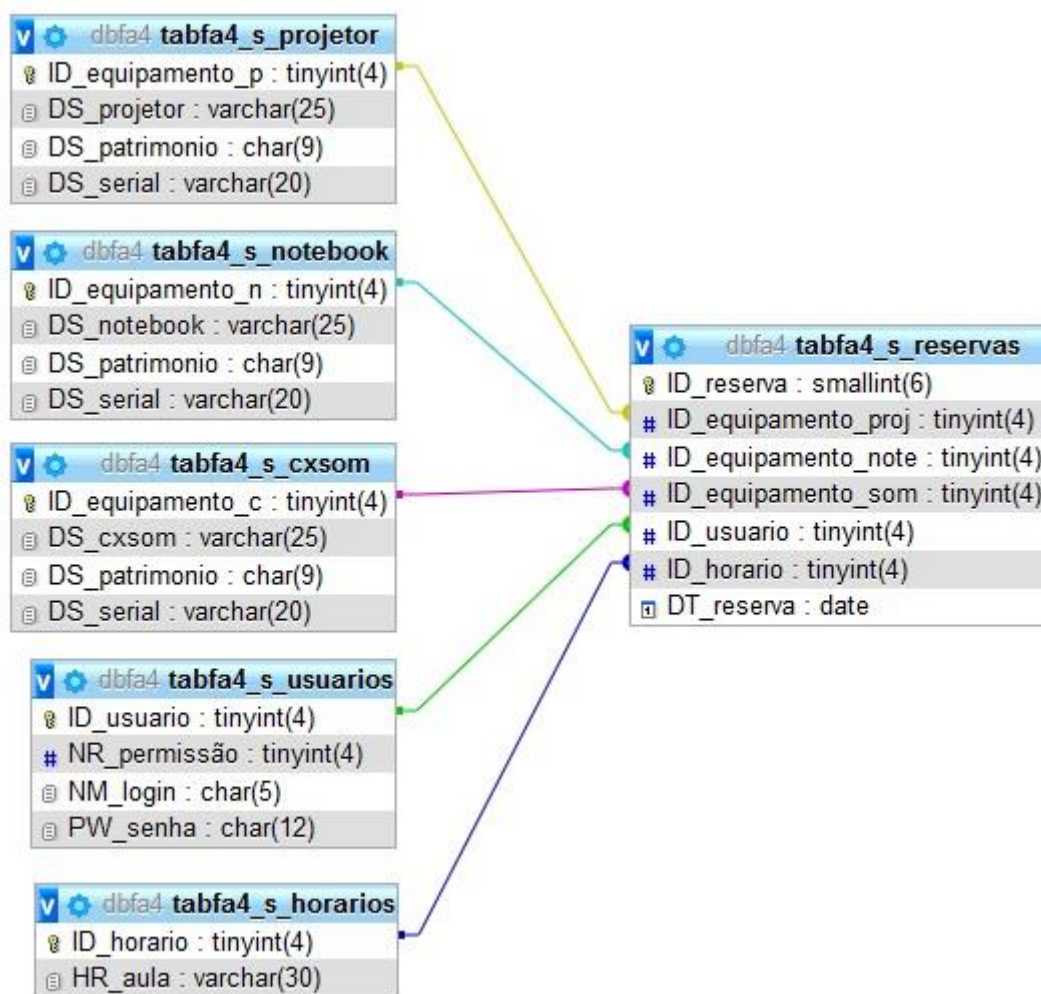 dbfa4 tabfa4_s_projetor
ID_equipamento_p : tinyint(4)
DS_projetor : varchar(25)
DS_patrimonio : char(9)
DS_serial : varchar(20)
dbfa4 tabfa4_s_notebook
ID_equipamento_n : tinyint(4)
DS_notebook : varchar(25)
DS_patrimonio : char(9)
DS_serial : varchar(20)
dbfa4 tabfa4_s_cxsom
ID_equipamento_c : tinyint(4)
DS_cxsom : varchar(25)
DS_patrimonio : char(9)
DS_serial : varchar(20)
dbfa4 tabfa4_s_usuarios
ID_usuario : tinyint(4)
NR_permissão : tinyint(4)
NM_login : char(5)
PW_senha : char(12)
dbfa4 tabfa4_s_horarios
ID_horario : tinyint(4)
HR_aula : varchar(30)
dbfa4 tabfa4_s_reservas
ID_reserva : smallint(6)
ID_equipamento_proj : tinyint(4)
ID_equipamento_note : tinyint(4)
ID_equipamento_som : tinyint(4)
ID_usuario : tinyint(4)
ID_horario : tinyint(4)
DT_reserva : date